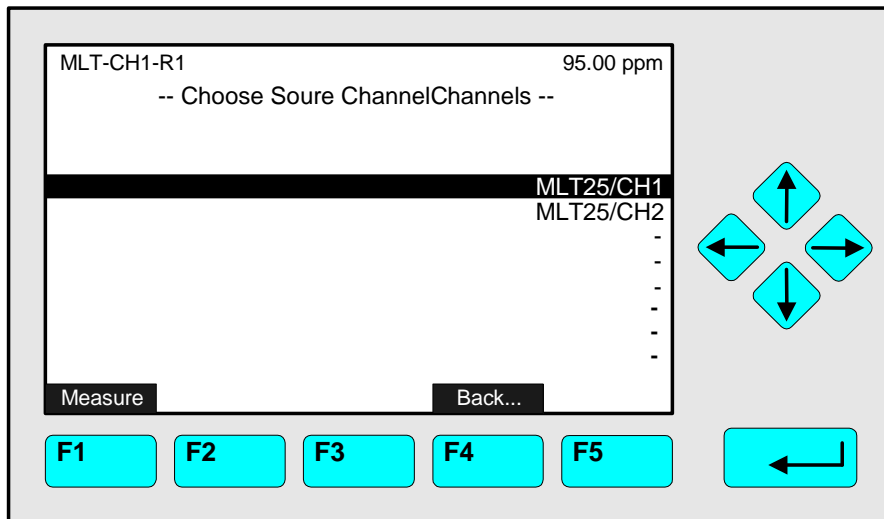 MLT-CH1-R1 95.00 ppm
-- Choose Soure ChannelChannels --
MLT25/CH1
MLT25/CH2
-
-
-
-
-
-
Measure Back...
F1 F2 F3 F4 F5